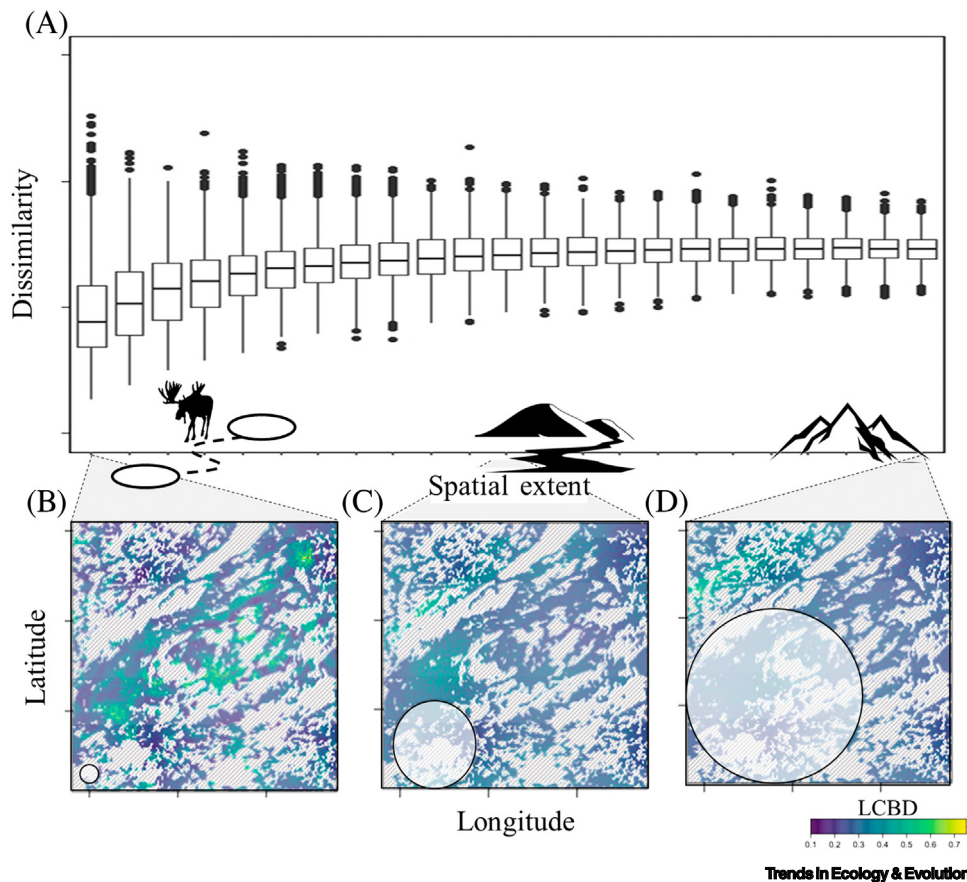 (A)
Dissimilarity
Spatial extent
(B)
(C)
(D)
Latitude
Longitude
LCBD
0.1 0.2 0.3 0.4 0.5 0.6 0.7
Trends in Ecology & Evolution